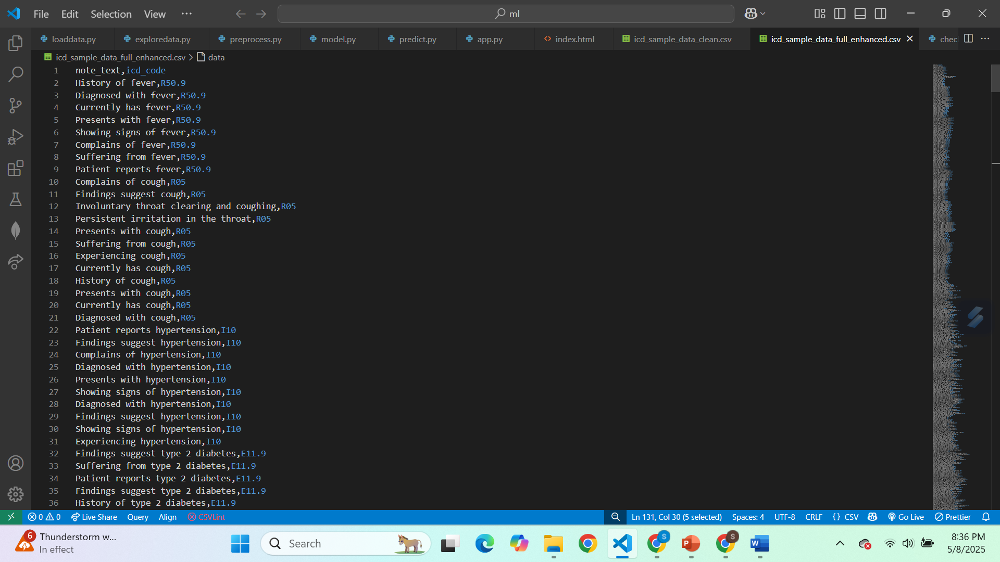 File Edit Selection View ··· ml
loaddata.py exploredata.py preprocess.py model.py predict.py app.py index.html icd_sample_data_clean.csv icd_sample_data_full_enhanced.csv chec
icd_sample_data_full_enhanced.csv > data
1 note_text,icd_code
2 History of fever,R50.9
3 Diagnosed with fever,R50.9
4 Currently has fever,R50.9
5 Presents with fever,R50.9
6 Showing signs of fever,R50.9
7 Complains of fever,R50.9
8 Suffering from fever,R50.9
9 Patient reports fever,R50.9
10 Complains of cough,R05
11 Findings suggest cough,R05
12 Involuntary throat clearing and coughing,R05
13 Persistent irritation in the throat,R05
14 Presents with cough,R05
15 Suffering from cough,R05
16 Experiencing cough,R05
17 Currently has cough,R05
18 History of cough,R05
19 Presents with cough,R05
20 Currently has cough,R05
21 Diagnosed with cough,R05
22 Patient reports hypertension,I10
23 Findings suggest hypertension,I10
24 Complains of hypertension,I10
25 Diagnosed with hypertension,I10
26 Presents with hypertension,I10
27 Showing signs of hypertension,I10
28 Diagnosed with hypertension,I10
29 Findings suggest hypertension,I10
30 Showing signs of hypertension,I10
31 Experiencing hypertension,I10
32 Findings suggest type 2 diabetes,E11.9
33 Suffering from type 2 diabetes,E11.9
34 Patient reports type 2 diabetes,E11.9
35 Findings suggest type 2 diabetes,E11.9
36 History of type 2 diabetes,E11.9
0 0 Live Share Query Align CSVLint Ln 131, Col 30 (5 selected) Spaces: 4 UTF-8 CRLF {} CSV Go Live Prettier
6 Thunderstorm w...
In effect
Search
S
P
S
W
8:36 PM
5/8/2025